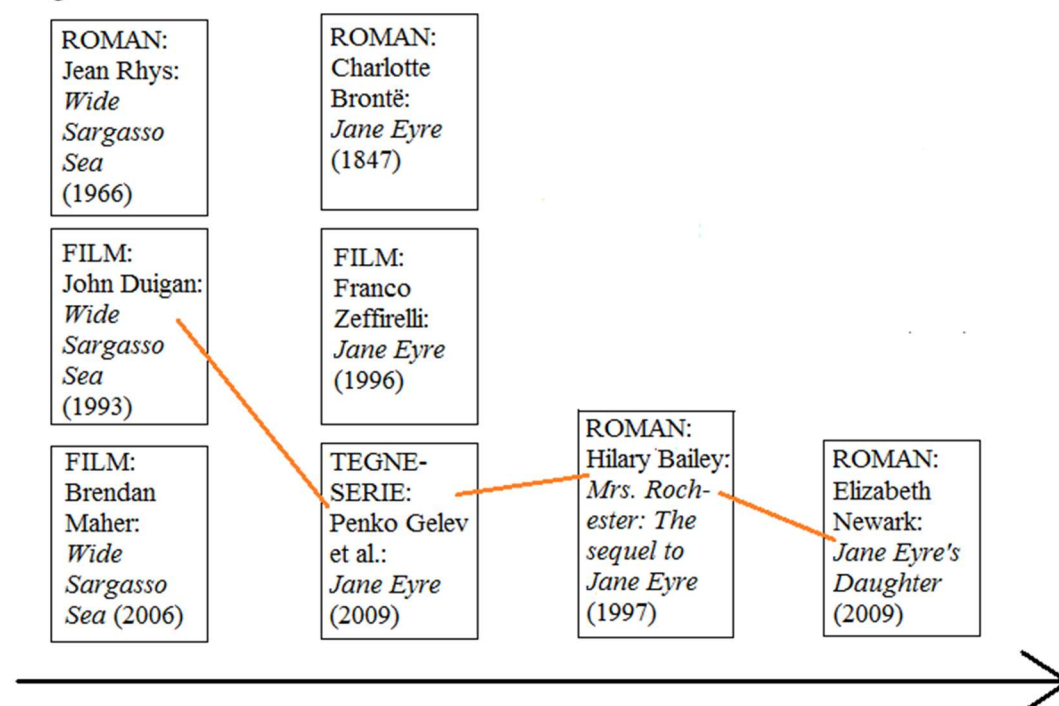 ROMAN:
Jean Rhys:
Wide
Sargasso
Sea
(1966)
FILM:
John Duigan:
Wide
Sargasso
Sea
(1993)
FILM:
Brendan
Maher:
Wide
Sargasso
Sea (2006)
ROMAN:
Charlotte
Brontë:
Jane Eyre
(1847)
FILM:
Franco
Zeffirelli:
Jane Eyre
(1996)
TEGNE-
SERIE:
Penko Gelev
et al.:
Jane Eyre
(2009)
ROMAN:
Hilary Bailey:
Mrs. Roch-
ester: The
sequel to
Jane Eyre
(1997)
ROMAN:
Elizabeth
Newark:
Jane Eyre's
Daughter
(2009)